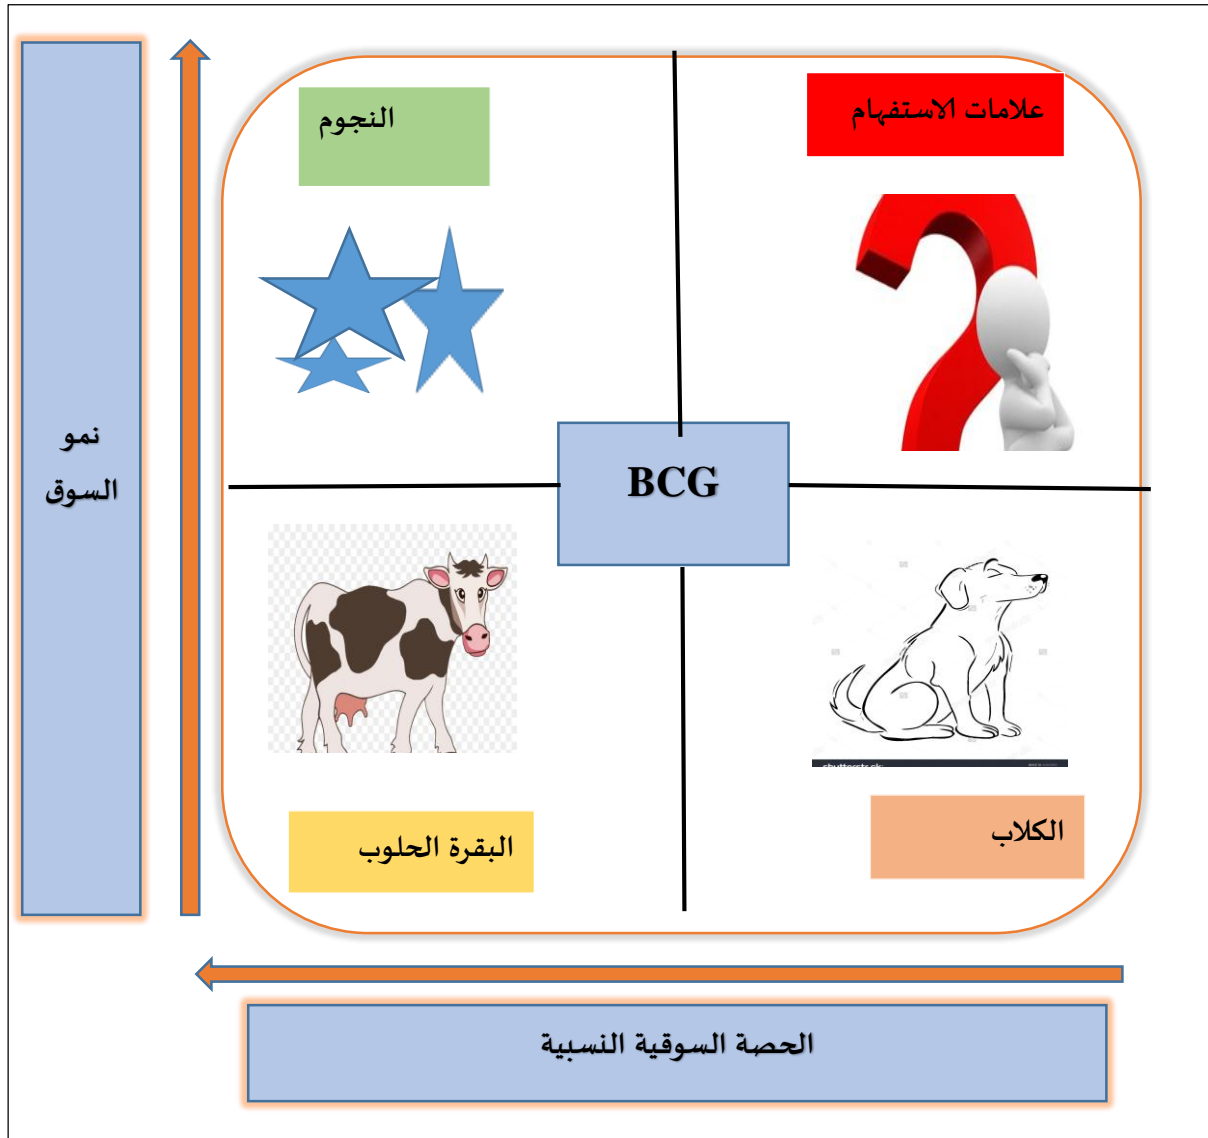 علامات الاستفهام
النجوم
نمو
السوق
BCG
الكلاب
البقرة الحلوب
الحصة السوقية النسبية